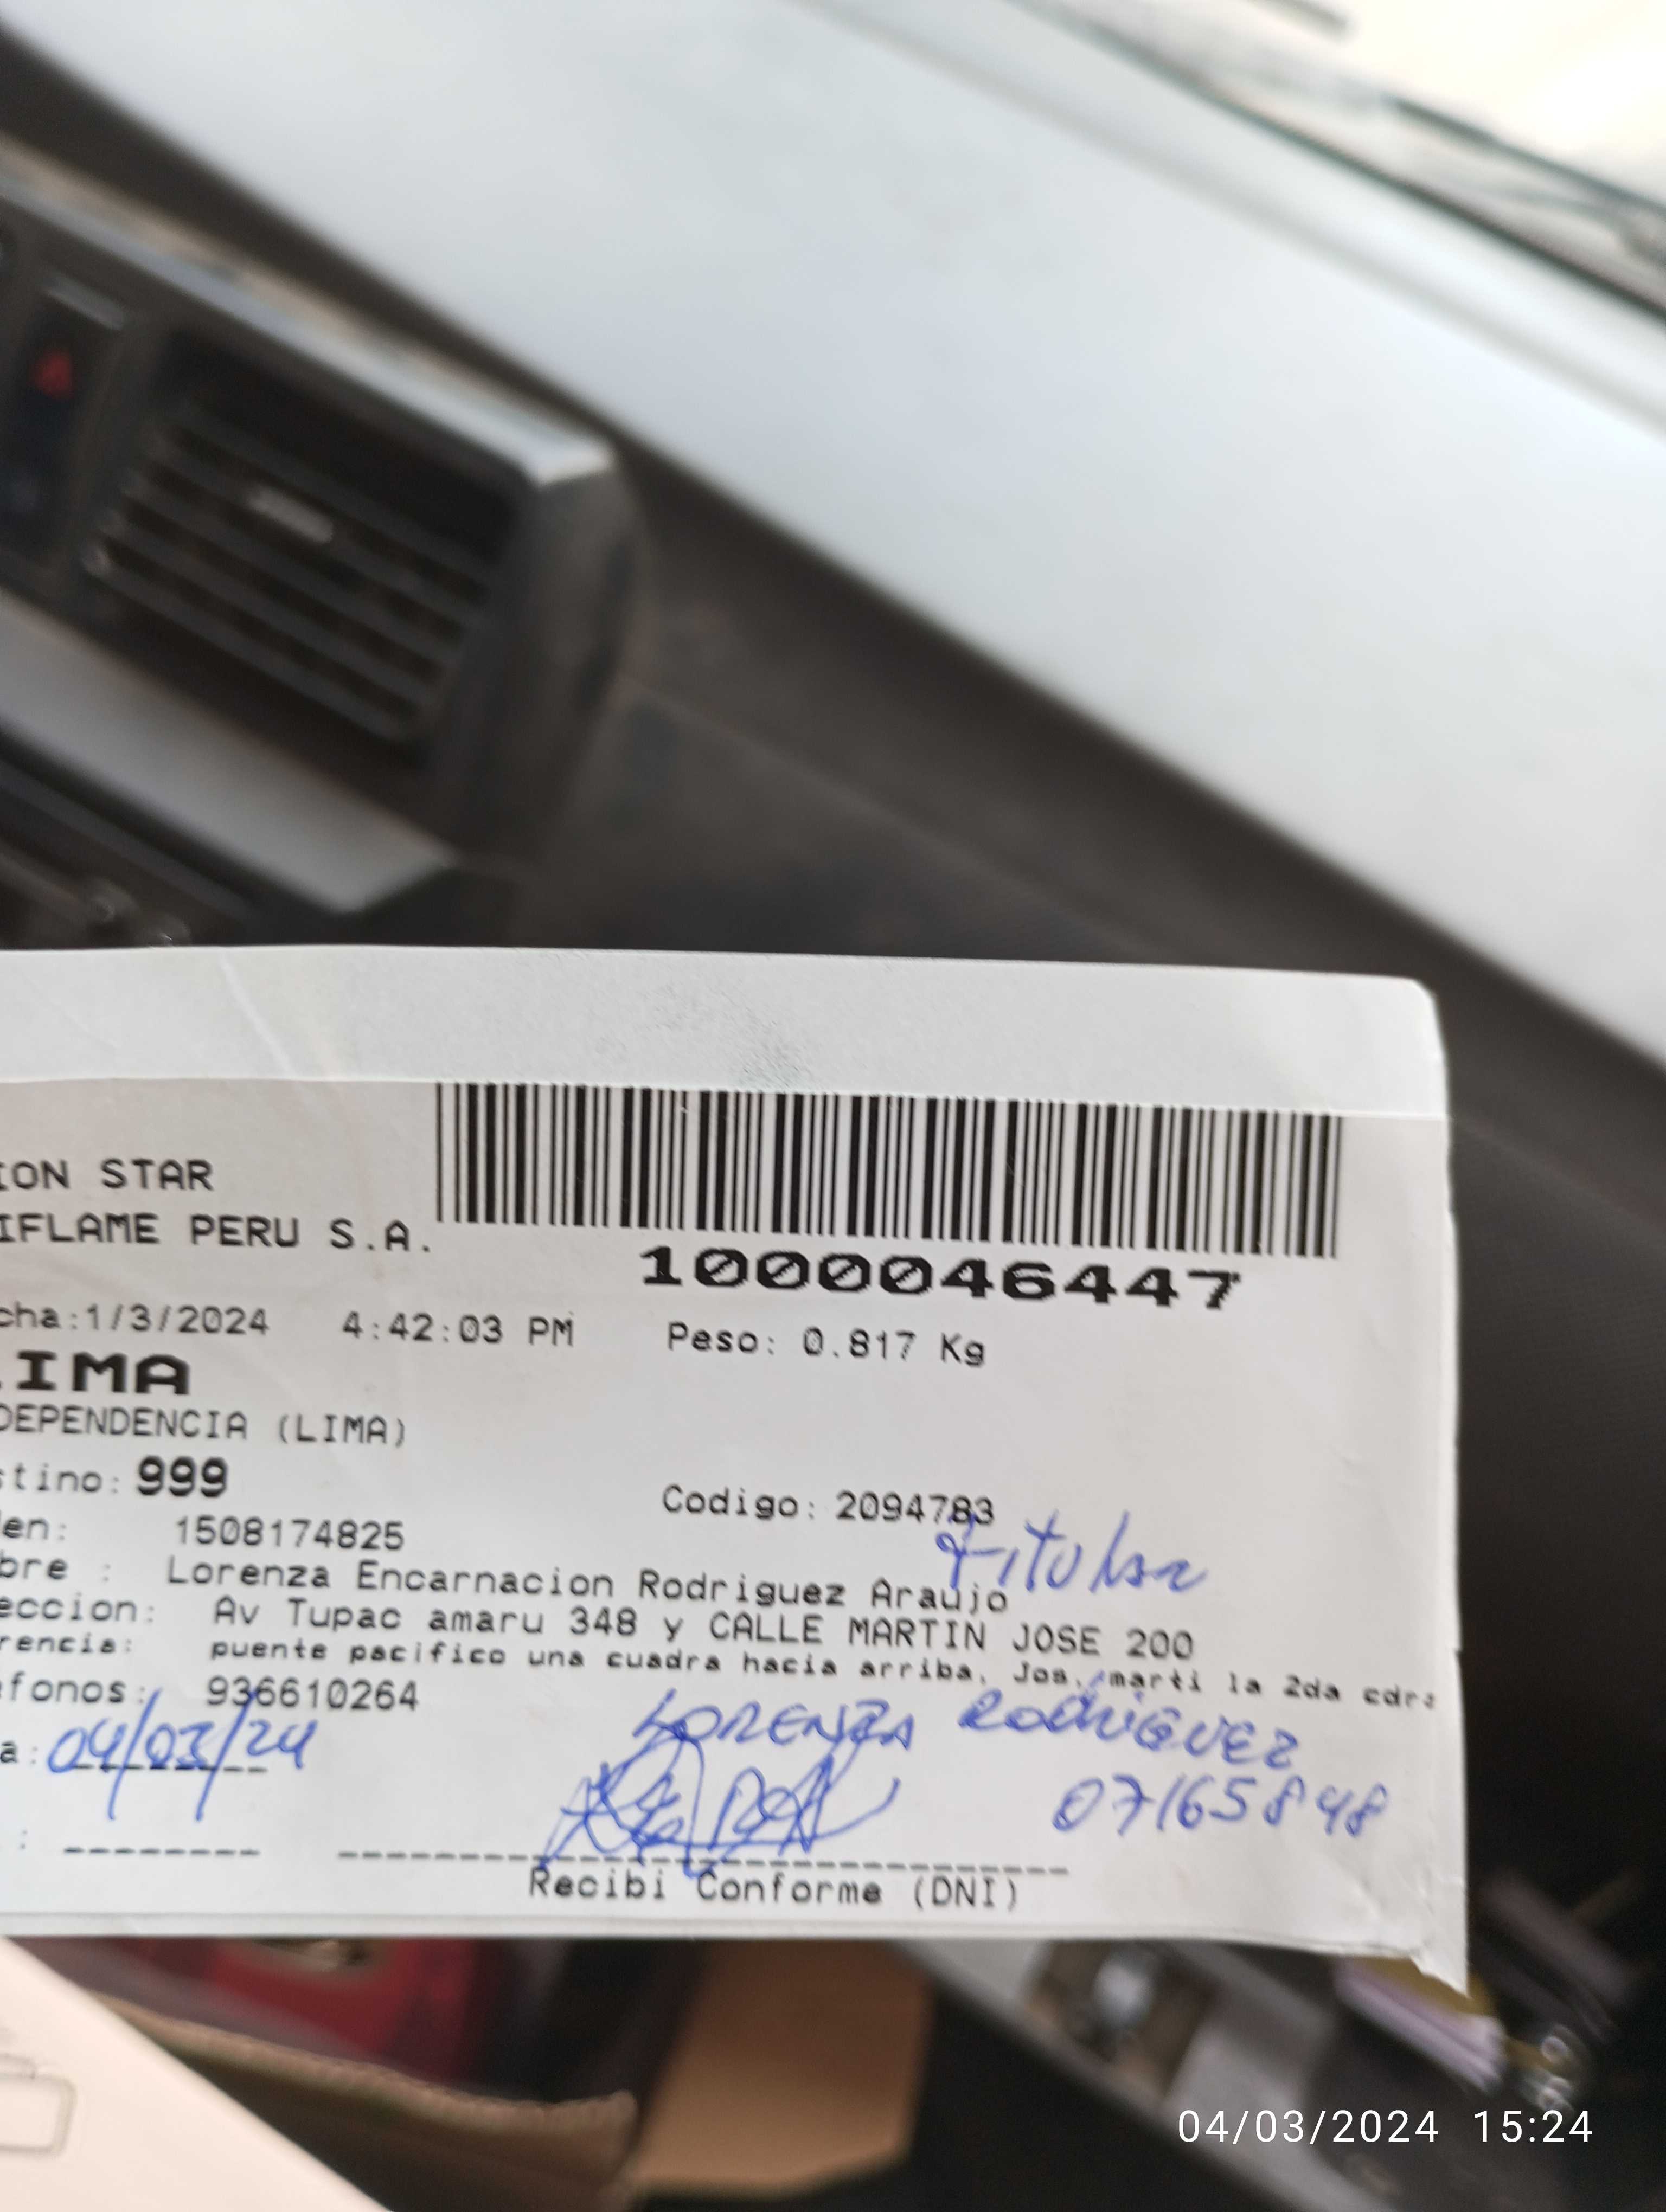 ION STAR
IFLAME PERU S.A.
1000046447
cha:1/3/2024 4:42:03 PM Peso: 0.817 Kg
IMA
DEPENDENCIA (LIMA)
stino: 999
Codigo: 2094783
den: 1508174825
Titular
bre : Lorenza Encarnacion Rodriguez Araujo
eccion: Av Tupac amaru 348 y CALLE MARTIN JOSE 200
rencia: puente pacifico una cuadra hacia arriba, Jos, marti la 2da cdra
fonos: 936610264
LORENZA RODRIGUEZ
a: 04/03/24
07165848
Recibi Conforme (DNI)
04/03/2024 15:24